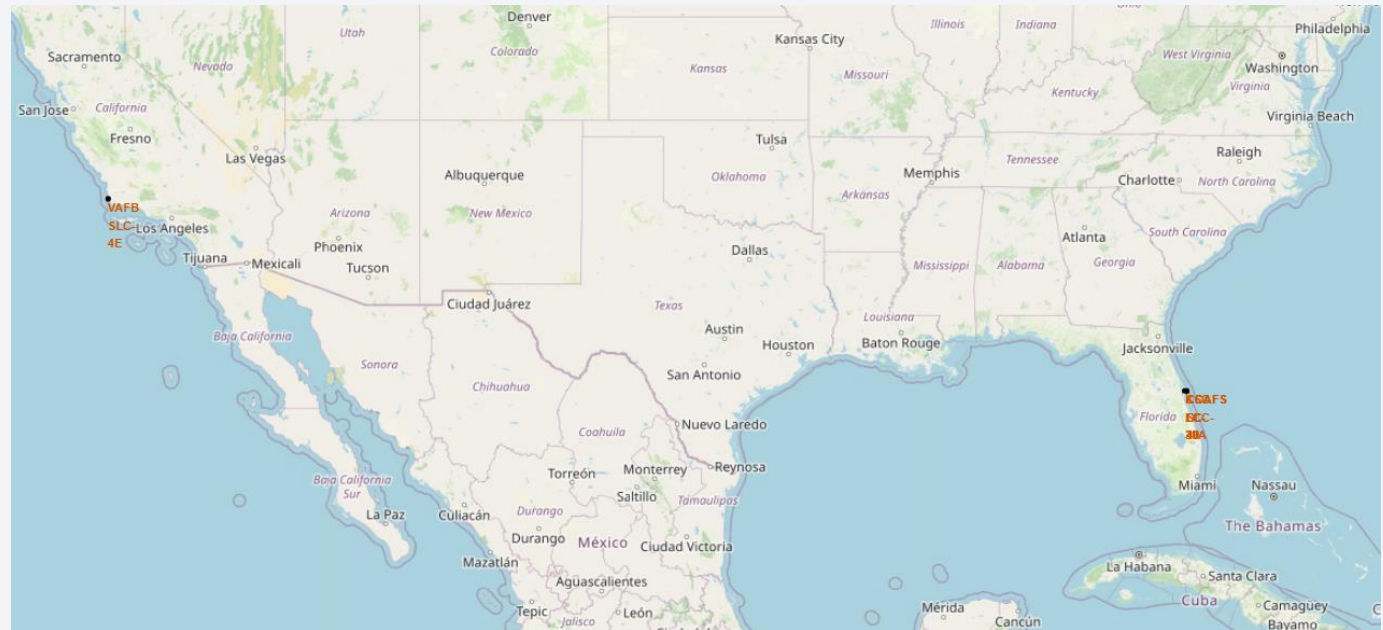 Denver
Philadelphia
Kansas City
Illinois
Indiana
Utah
Sacramento
Colorado
West Virginia
Nevada
Kansas
Missouri
Washington
Virginia
Kentucky
San Jose
California
Virginia Beach
Fresno
Tulsa
Las Vegas
Raleigh
Tennessee
Albuquerque
Memphis
Oklahoma
Charlotte
North Carolina
Arkansas
VAFB
SLC-
4E
Los Angeles
Arizona
New Mexico
South Carolina
Phoenix
Dallas
Atlanta
Tijuana
Mexicali
Tucson
Mississippi
Alabama
Georgia
Ciudad Juárez
Texas
Louisiana
Baja California
Austin
Houston
Baton Rouge
Jacksonville
Sonora
San Antonio
Chihuahua
Florida
Nuevo Laredo
Coahuila
Torreón
Monterrey
Reynosa
Baja California
Sur
Saltillo
Tamaulipas
Miami
Nassau
La Paz
Culiacán
Durango
The Bahamas
Durango
México
Ciudad Victoria
Mazatlán
La Habana
Santa Clara
Aguascalientes
Cuba
Camagüey
Tepic
León
Mérida
Jalisco
Cancún
Bayamo